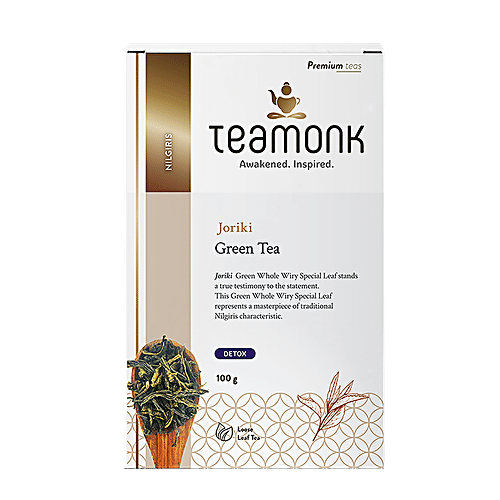 Premium teas
NILGIRIS
TEAMONK
Awakened. Inspired.
Joriki
Green Tea
Joriki Green Whole Wiry Special Leaf stands
a true testimony to the statement.
This Green Whole Wiry Special Leaf
represents a masterpiece of traditional
Nilgiris characteristic.
DETOX
100 g
Loose
Leaf Tea